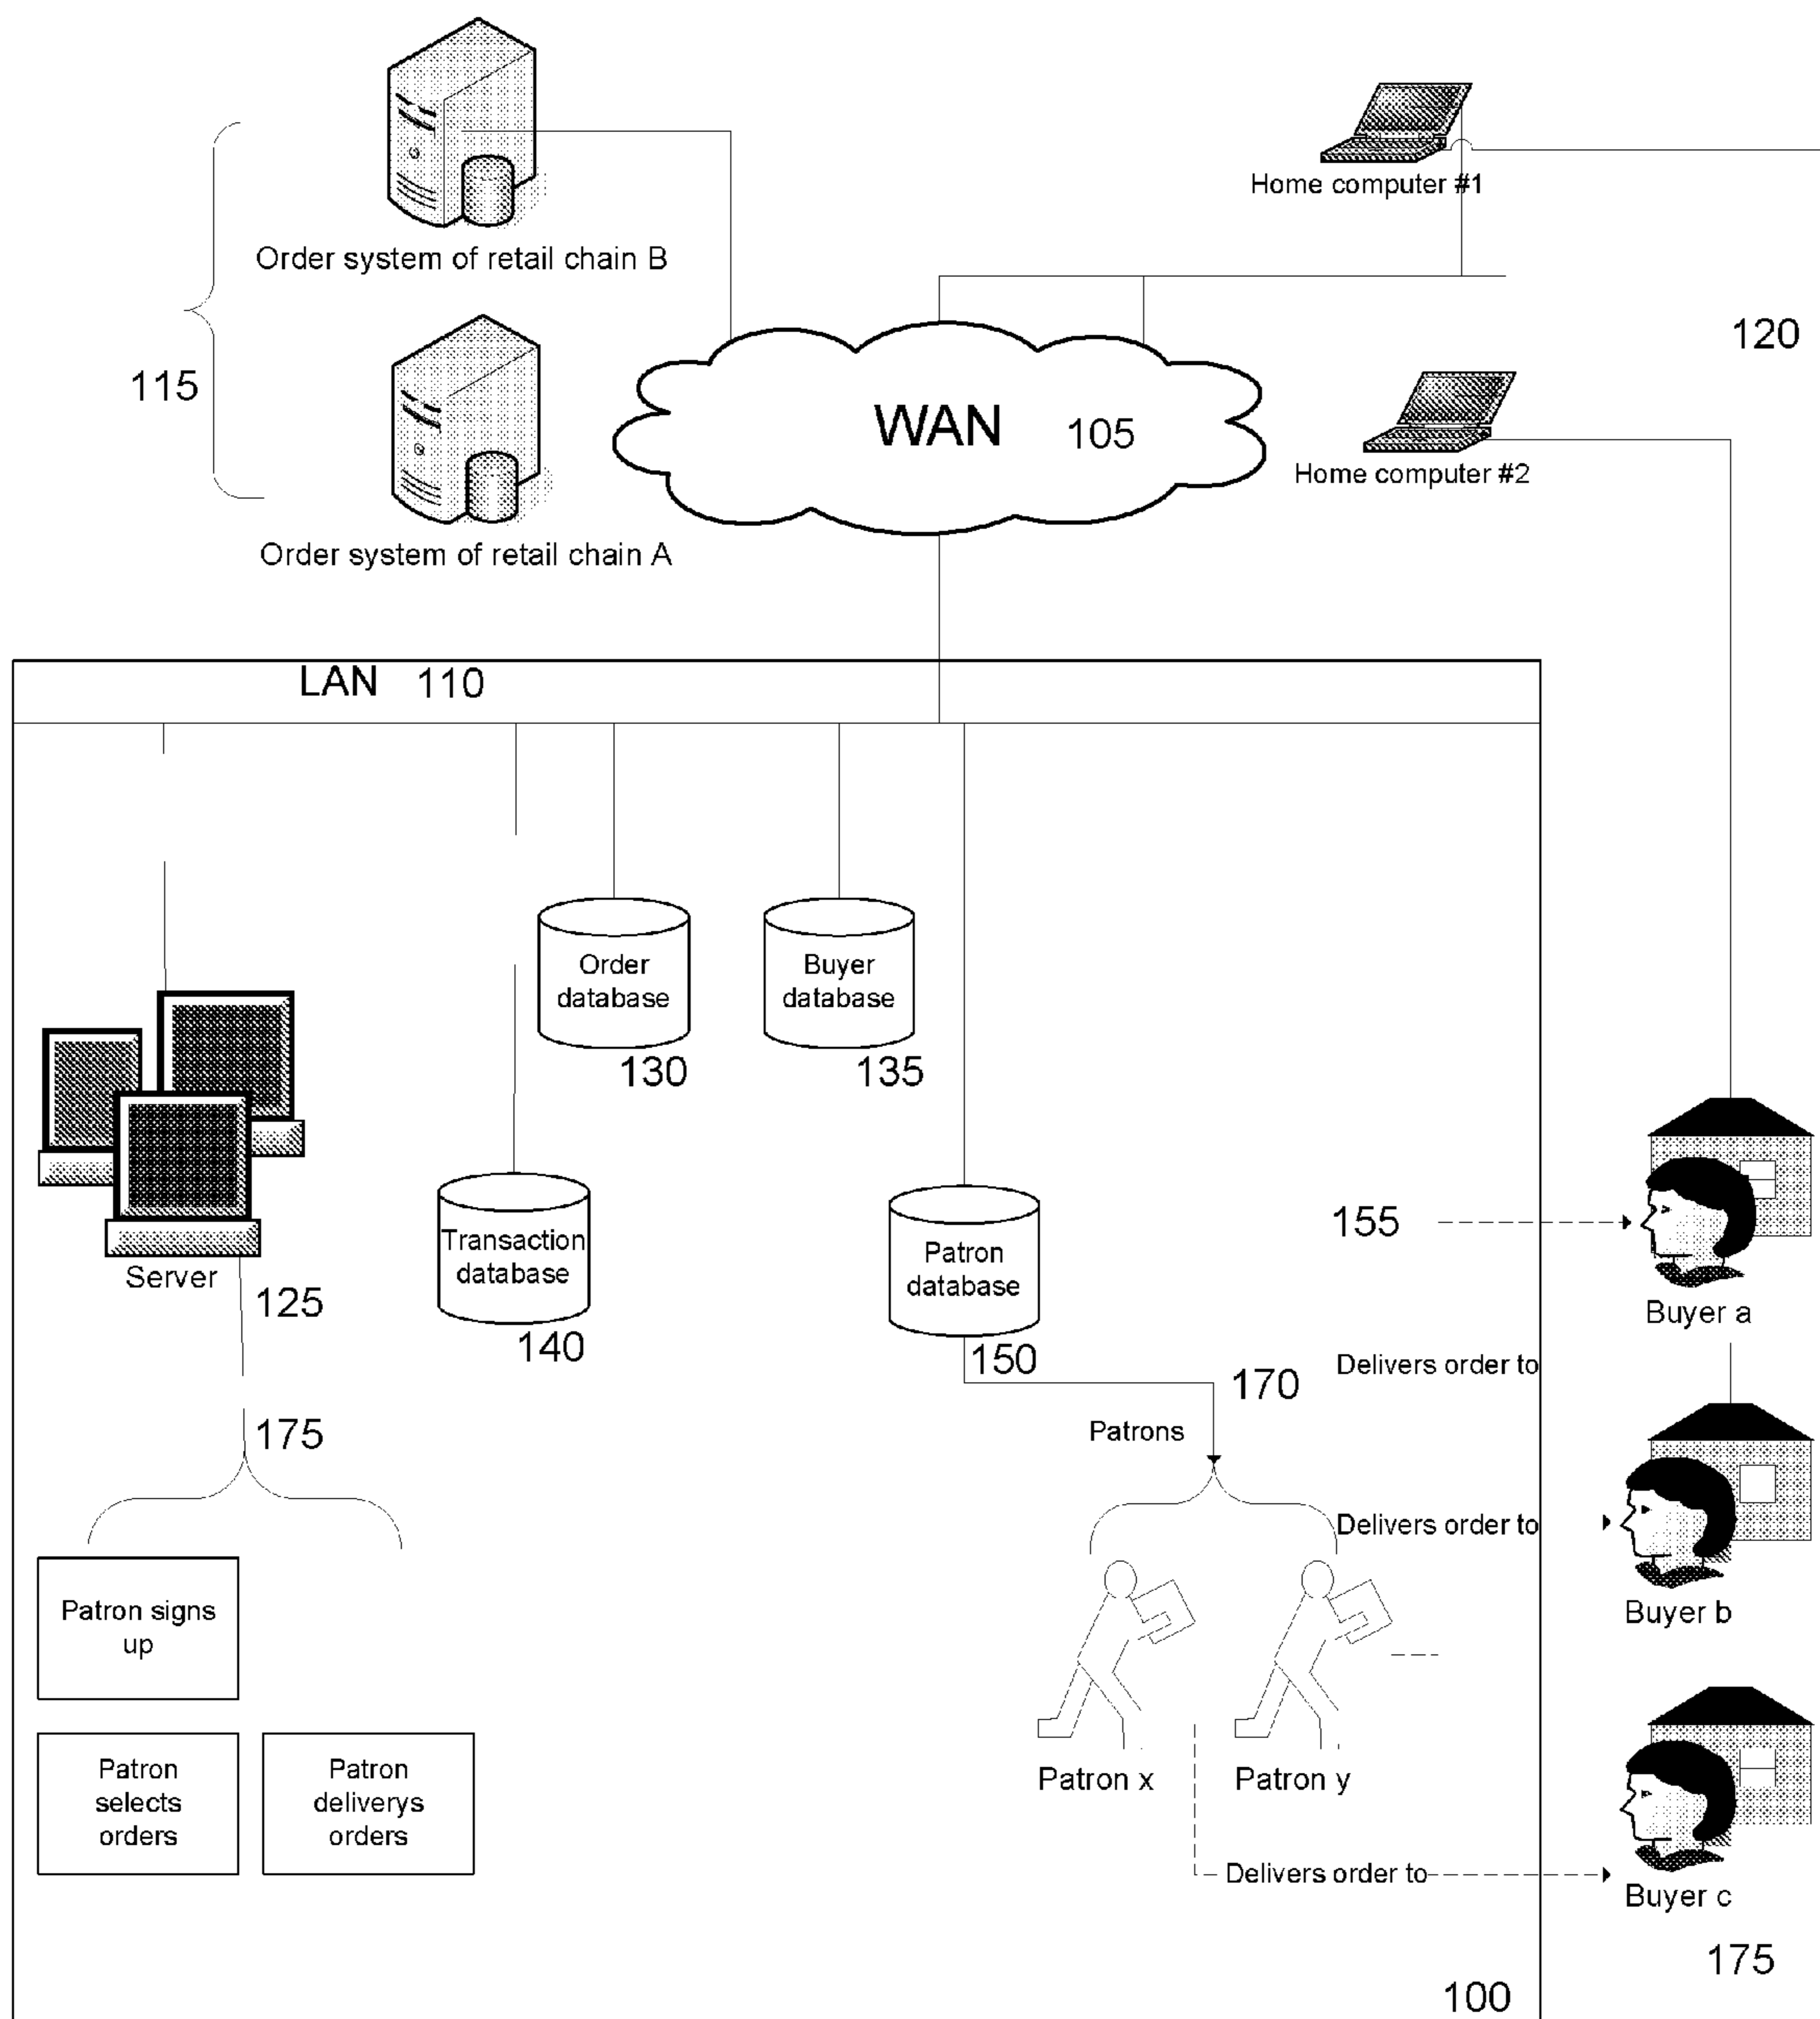 Order system of retail chain B
Home computer #1
115
120
WAN 105
Home computer #2
Order system of retail chain A
LAN 110
Order
database
130
Buyer
database
135
Server
125
Transaction
database
140
Patron
database
150
155
Buyer a
Delivers order to
170
Patrons
175
Delivers order to
Buyer b
Patron signs
up
Patron
selects
orders
Patron
deliverys
orders
Patron x
Patron y
Delivers order to
Buyer c
175
100